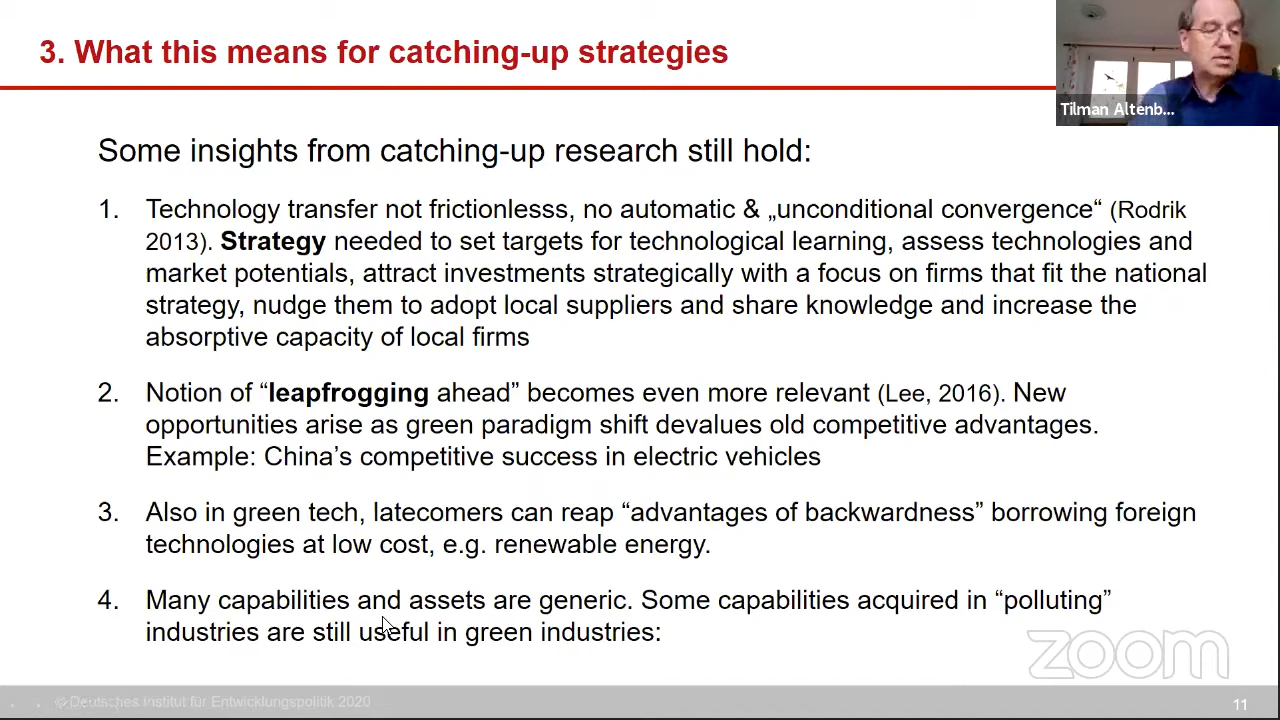 3. What this means for catching-up strategies
Tilman Altenb...
Some insights from catching-up research still hold:
1. Technology transfer not frictionlesss, no automatic & „unconditional convergence“ (Rodrik
2013). Strategy needed to set targets for technological learning, assess technologies and
market potentials, attract investments strategically with a focus on firms that fit the national
strategy, nudge them to adopt local suppliers and share knowledge and increase the
absorptive capacity of local firms
2. Notion of “leapfrogging ahead” becomes even more relevant (Lee, 2016). New
opportunities arise as green paradigm shift devalues old competitive advantages.
Example: China’s competitive success in electric vehicles
3. Also in green tech, latecomers can reap “advantages of backwardness” borrowing foreign
technologies at low cost, e.g. renewable energy.
4. Many capabilities and assets are generic. Some capabilities acquired in “polluting”
industries are still useful in green industries:
zoom
© Deutsches Institut für Entwicklungspolitik 2020
11